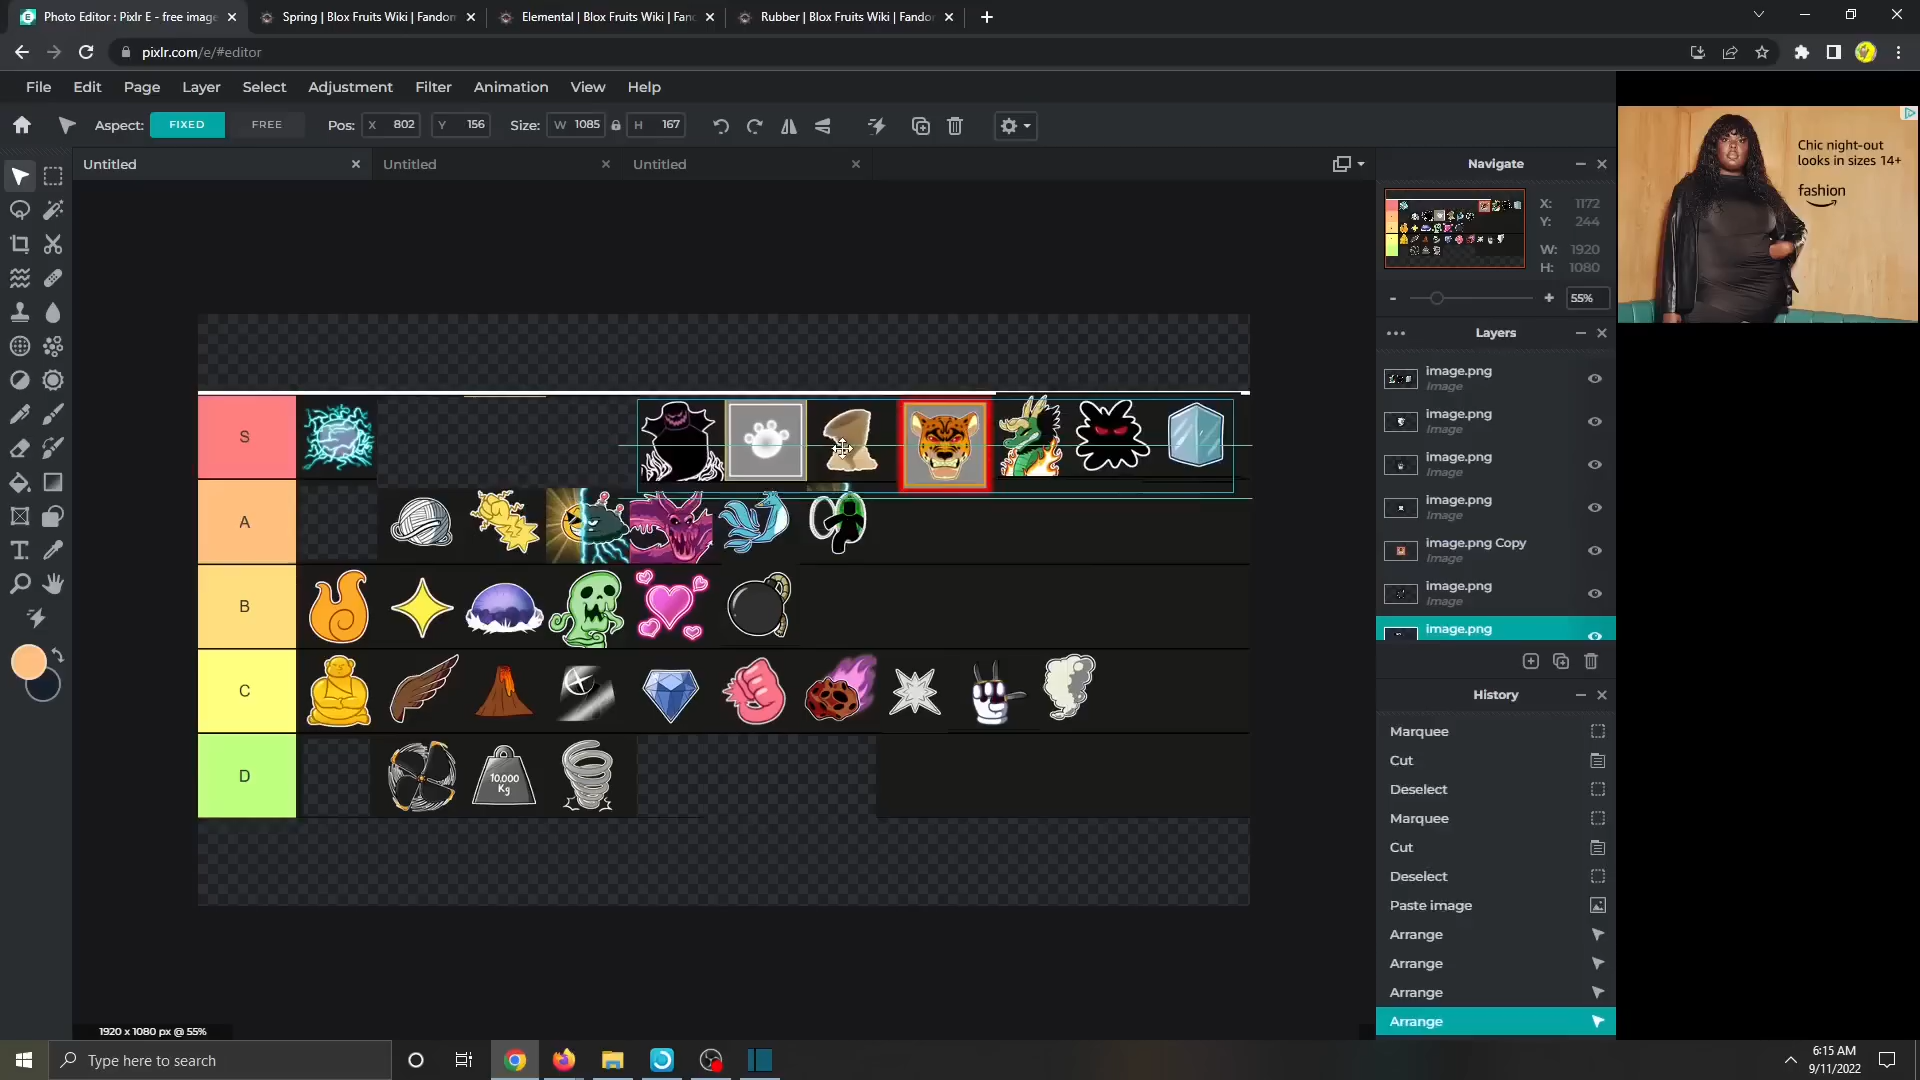 Photo Editor : Pixlr E - free image
Spring | Blox Fruits Wiki | Fandom
Elemental | Blox Fruits Wiki | Fan
Rubber | Blox Fruits Wiki | Fandor
pixlr.com/e/#editor
File Edit Page Layer Select Adjustment Filter Animation View Help
Aspect: FIXED FREE Pos: X 802 Y 156 Size: W 1085 H 167
Untitled Untitled Untitled
Navigate
X: 1172
Y: 244
W: 1920
H: 1080
- + 55%
Chic night-out
looks in sizes 14+
fashion
Layers
image.png
Image
image.png
Image
image.png
Image
image.png
Image
image.png Copy
Image
image.png
Image
image.png
S
A
B
C
D
10,000
Kg
History
Marquee
Cut
Deselect
Marquee
Cut
Deselect
Paste image
Arrange
Arrange
Arrange
Arrange
1920 x 1080 px @ 55%
Type here to search
6:15 AM
9/11/2022